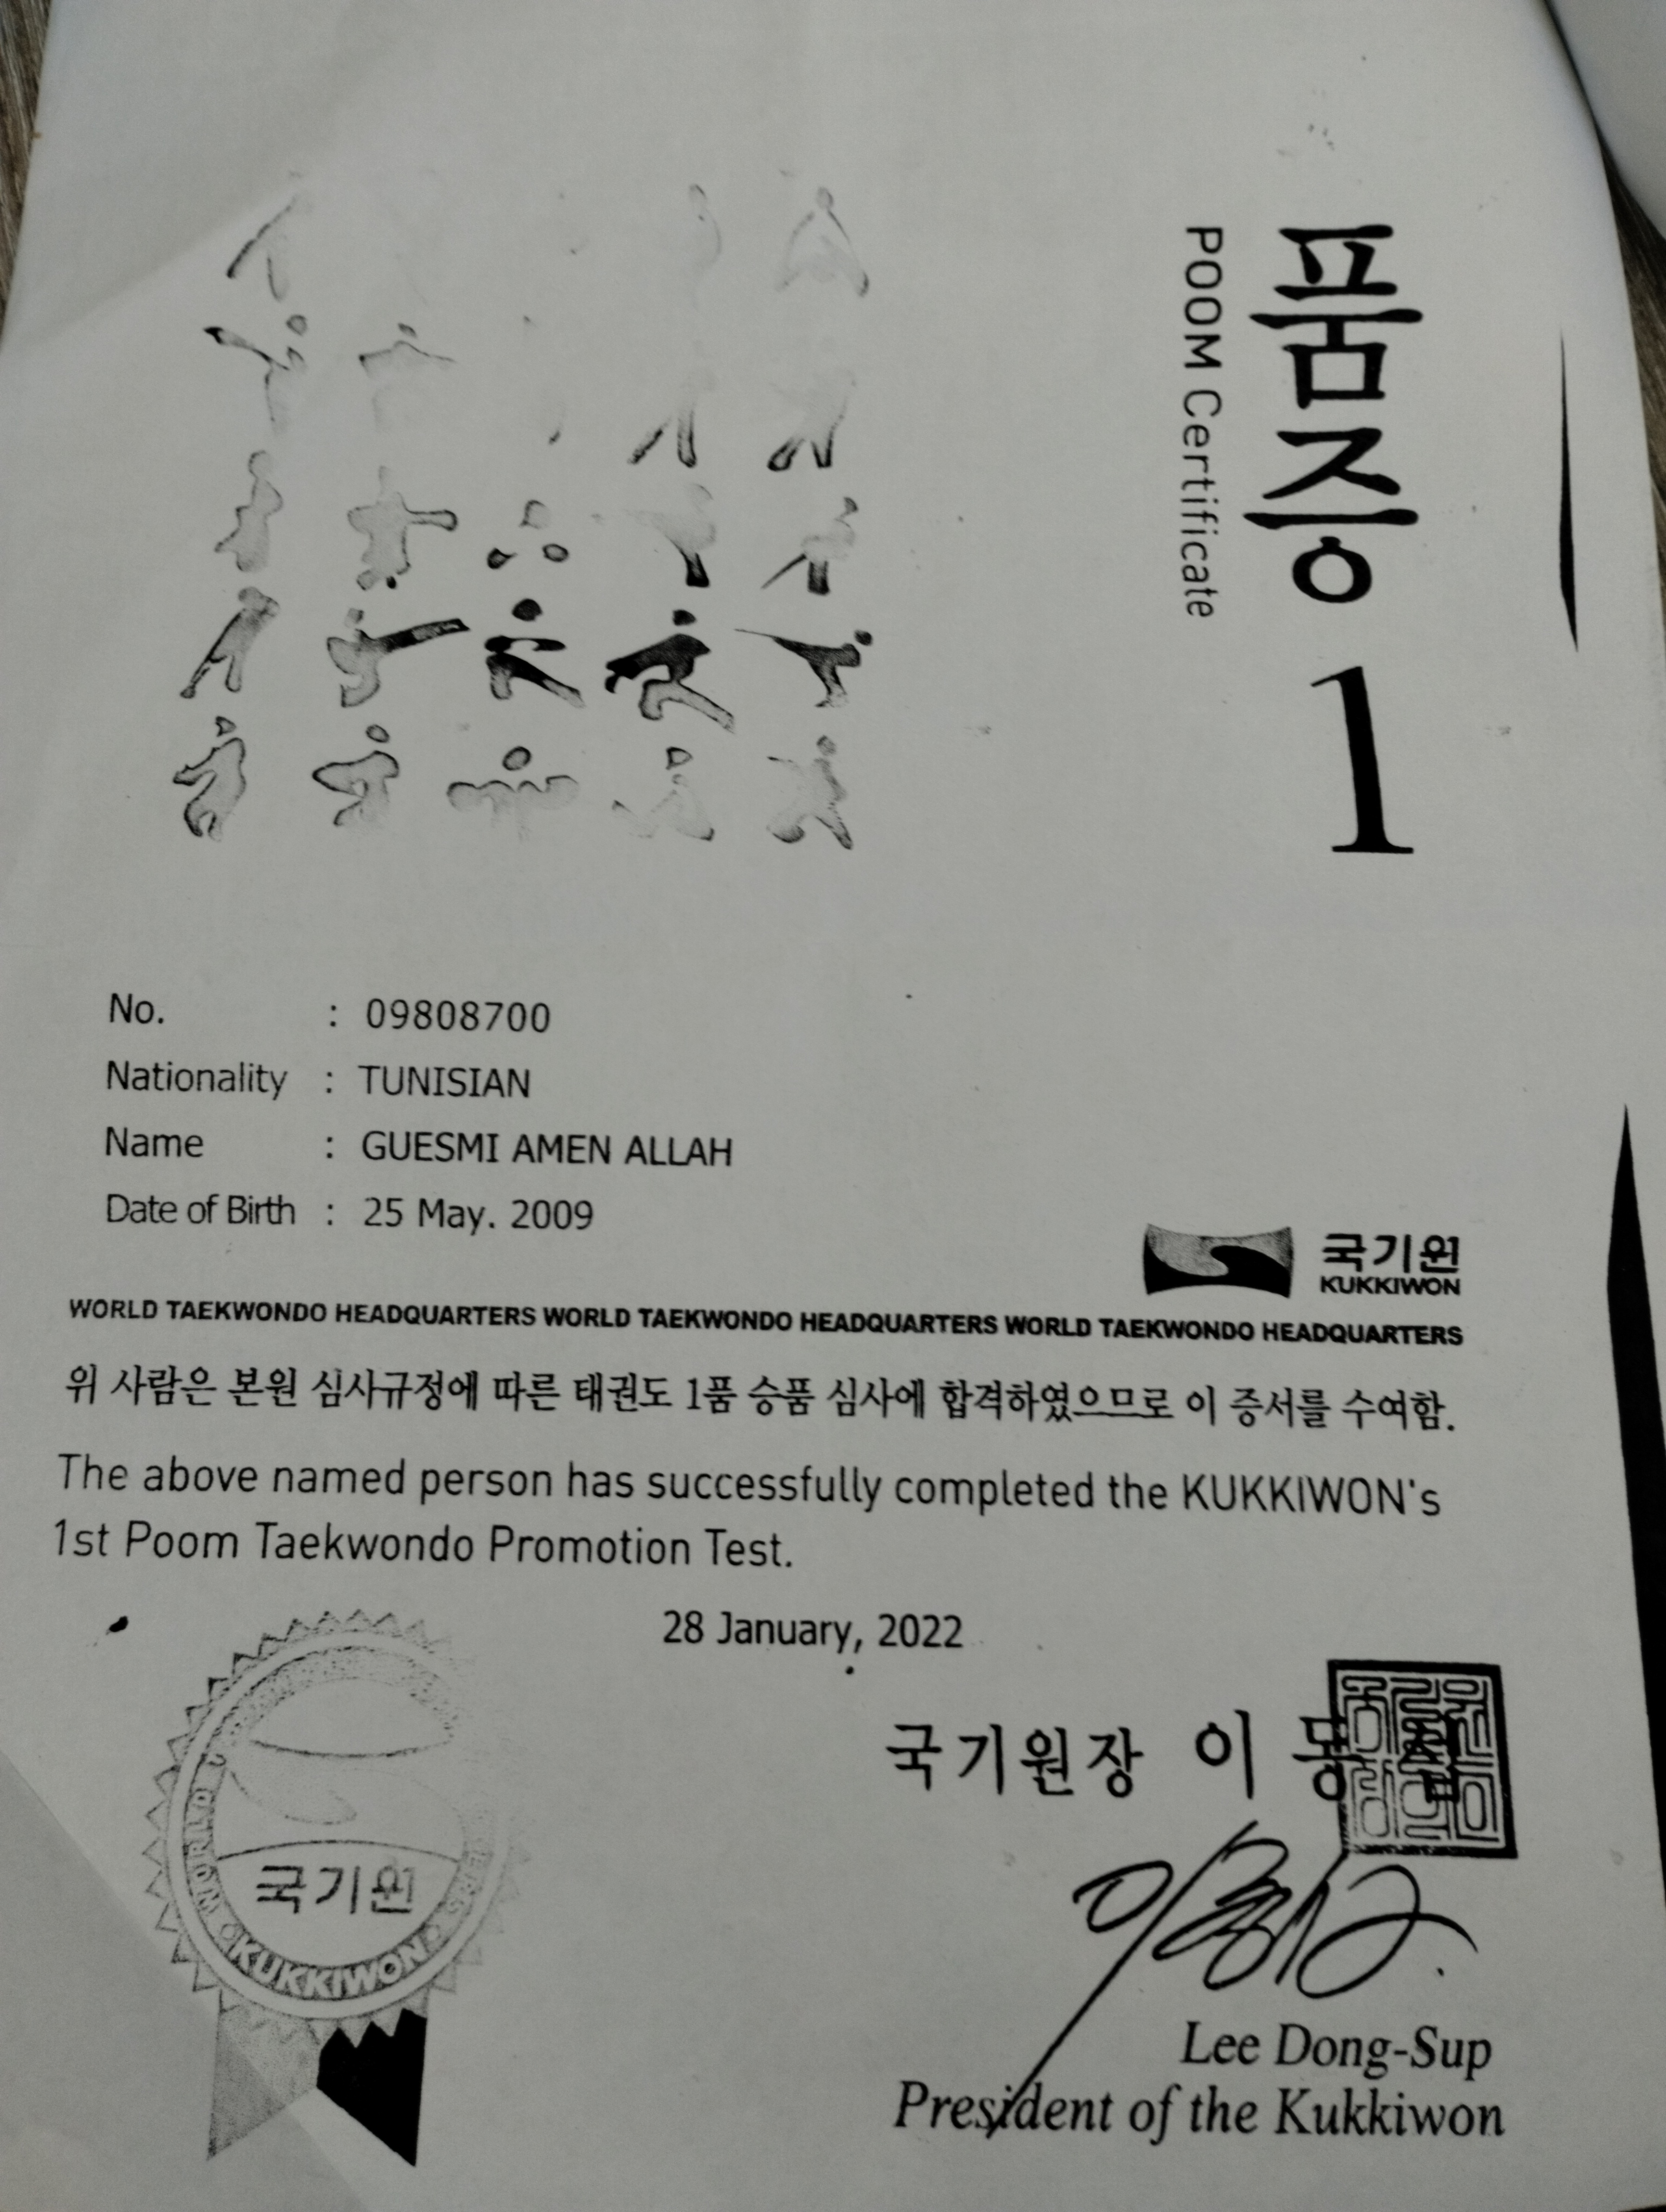 품증 1
POOM Certificate
No. : 09808700
Nationality : TUNISIAN
Name : GUESMI AMEN ALLAH
Date of Birth : 25 May. 2009
국기원
KUKKIWON
WORLD TAEKWONDO HEADQUARTERS WORLD TAEKWONDO HEADQUARTERS WORLD TAEKWONDO HEADQUARTERS
위 사람은 본원 심사규정에 따른 태권도 1품 승품 심사에 합격하였으므로 이 증서를 수여함.
The above named person has successfully completed the KUKKIWON's
1st Poom Taekwondo Promotion Test.
28 January, 2022
국기원장 이 동
WORLD
국기원
KUKKIWON
Lee Dong-Sup
President of the Kukkiwon